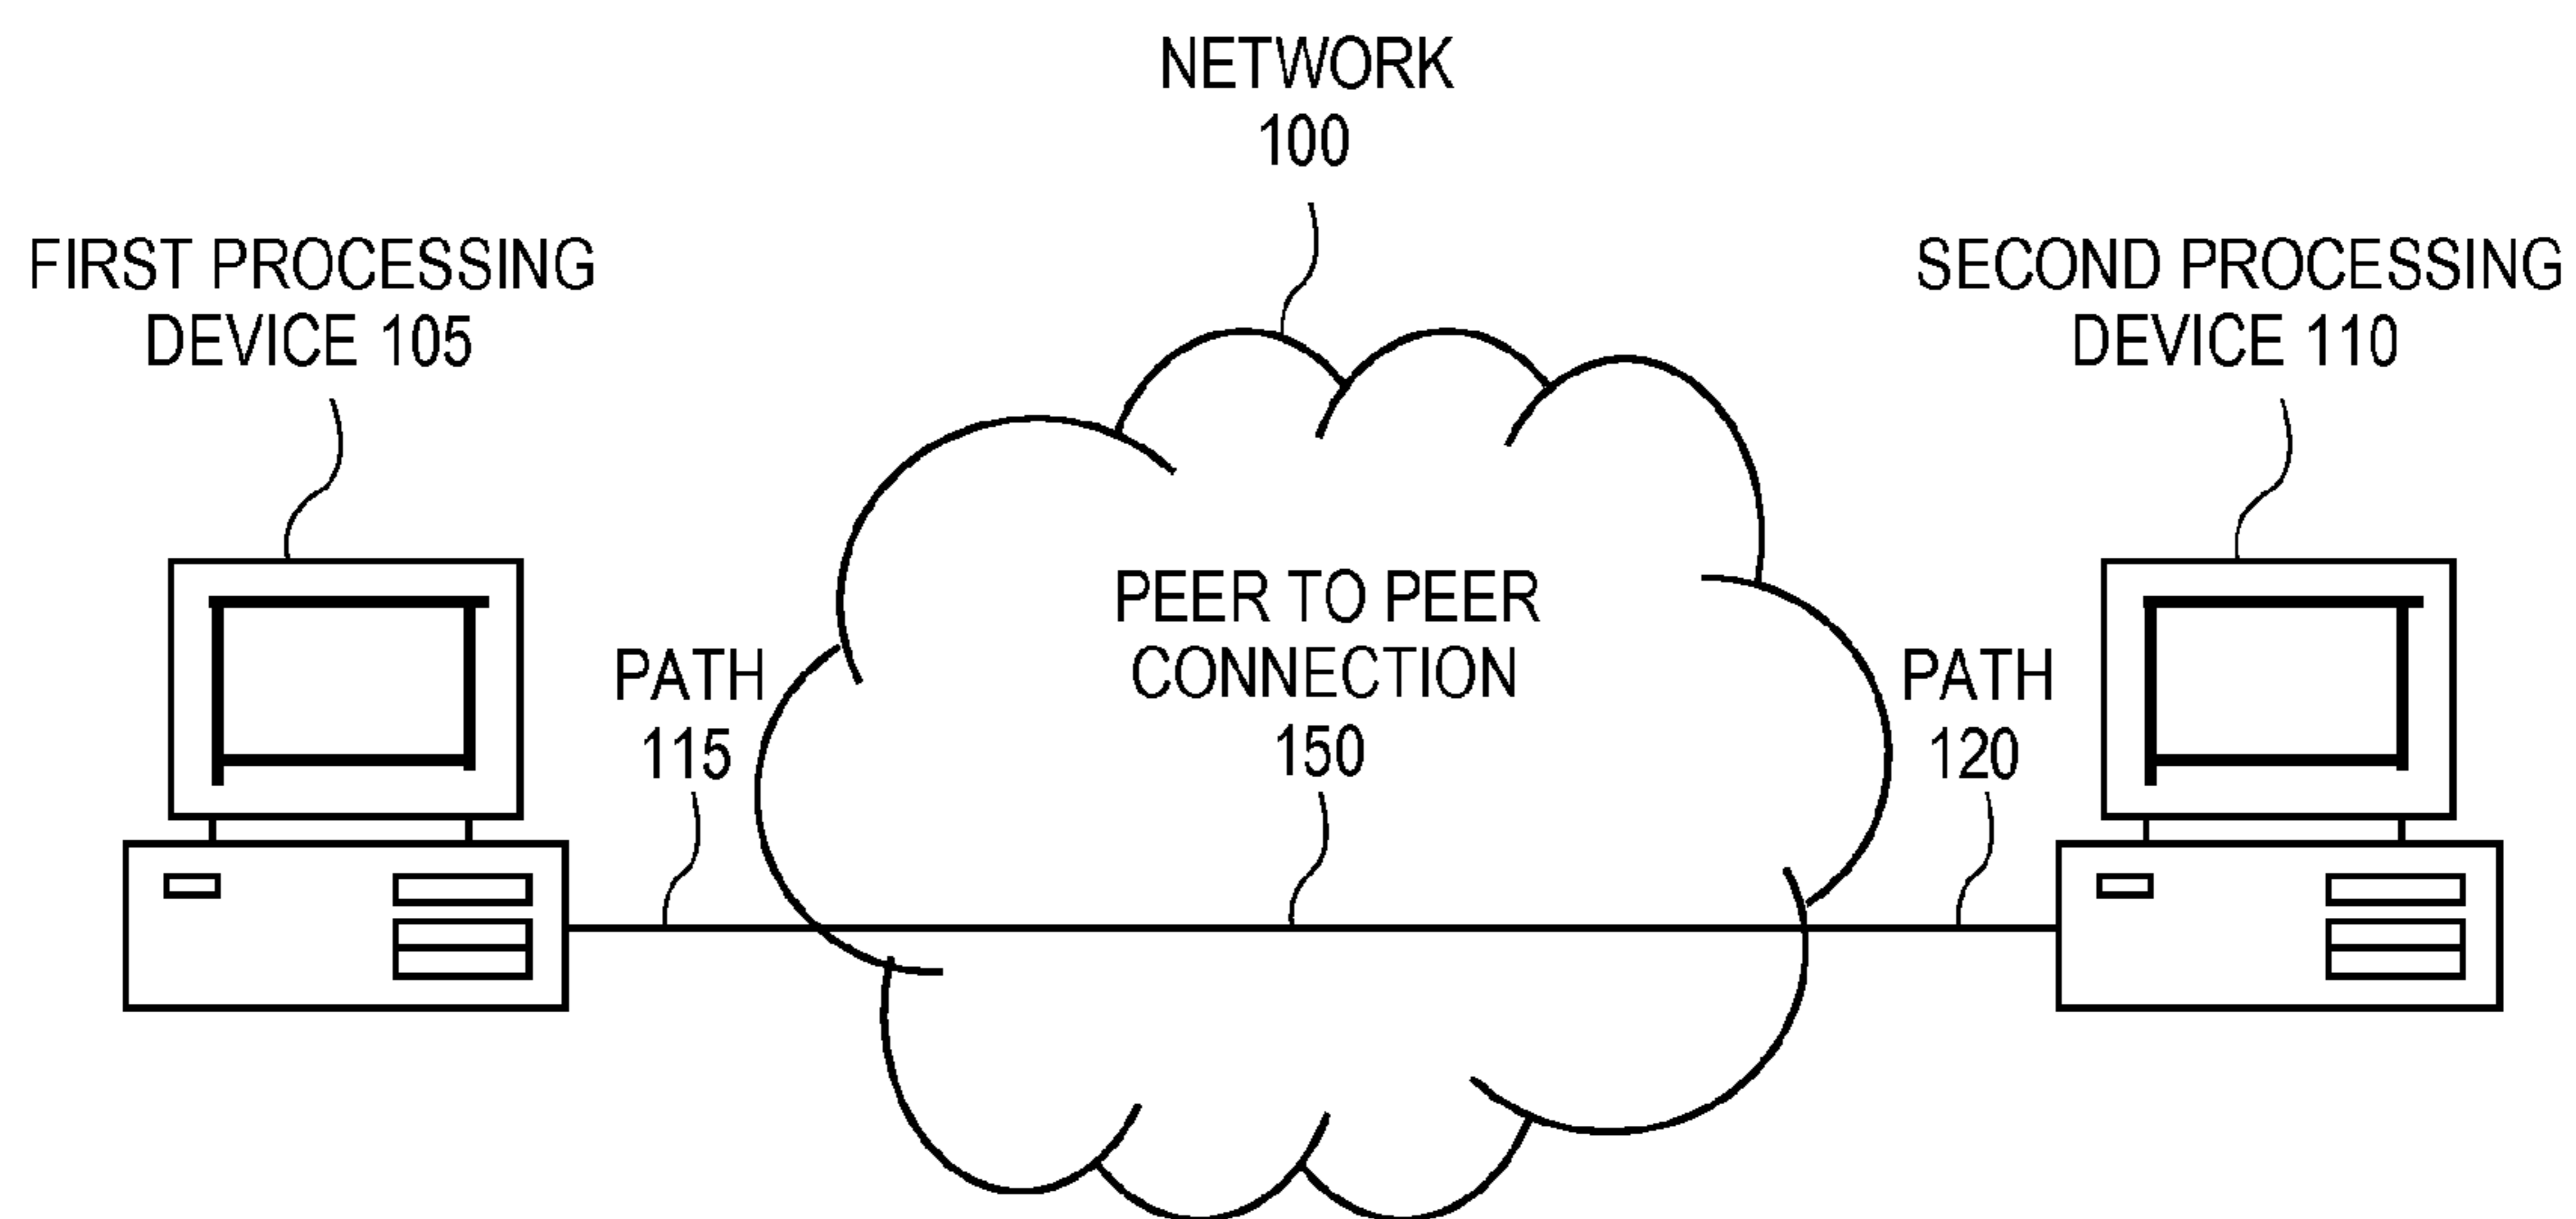 NETWORK
100
FIRST PROCESSING
DEVICE 105
SECOND PROCESSING
DEVICE 110
PEER TO PEER
CONNECTION
150
PATH
115
PATH
120